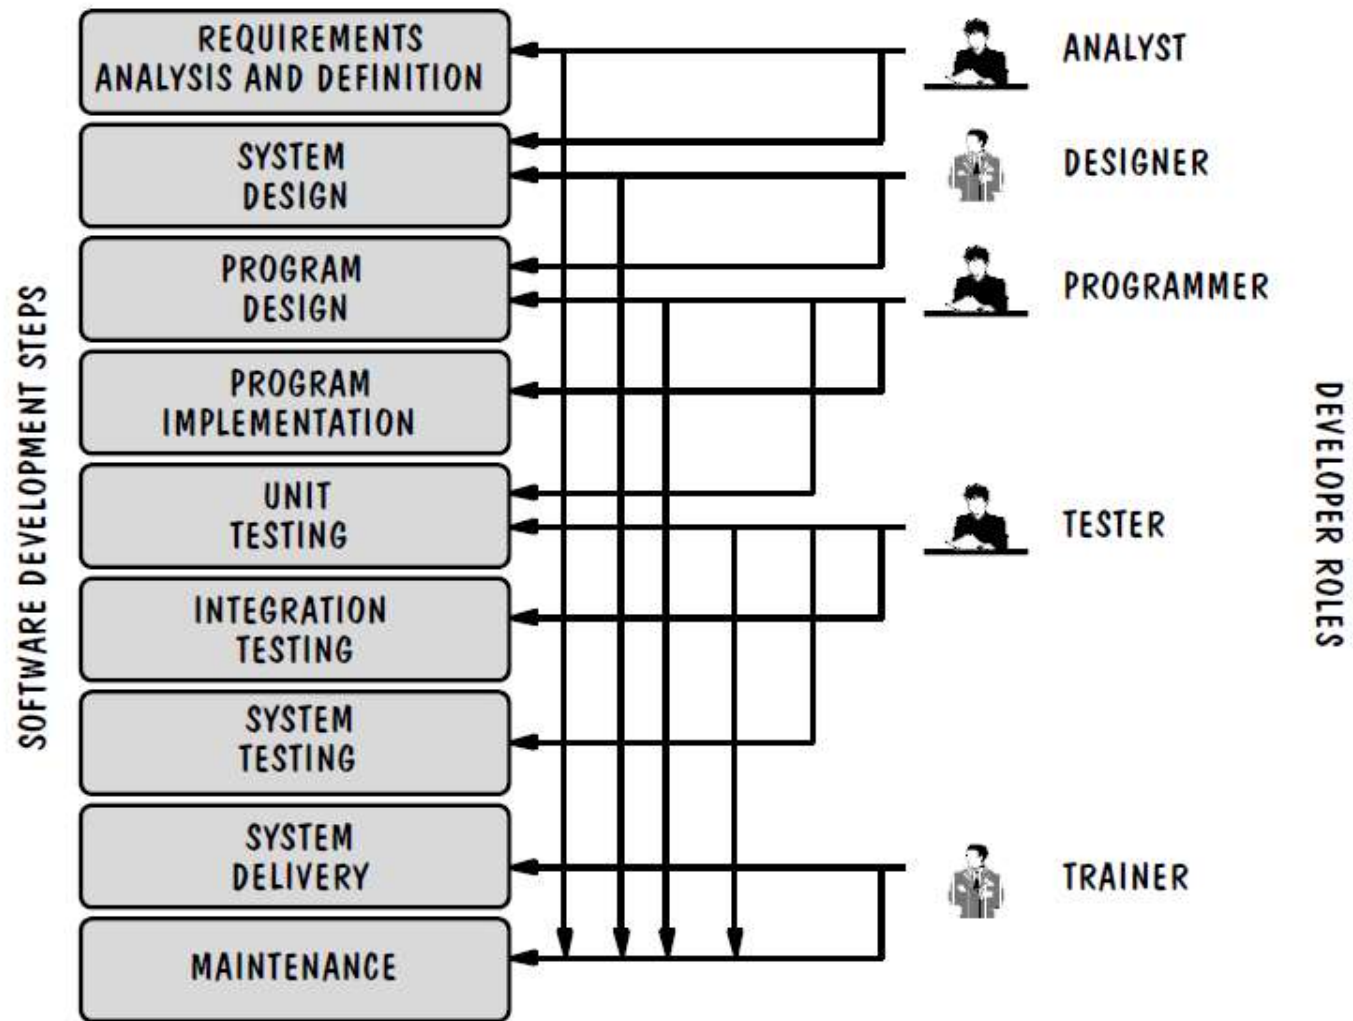 REQUIREMENTS
ANALYSIS AND DEFINITION
SYSTEM
DESIGN
PROGRAM
DESIGN
PROGRAM
IMPLEMENTATION
UNIT
TESTING
INTEGRATION
TESTING
SYSTEM
TESTING
SYSTEM
DELIVERY
MAINTENANCE
SOFTWARE DEVELOPMENT STEPS
ANALYST
DESIGNER
PROGRAMMER
TESTER
TRAINER
DEVELOPER ROLES